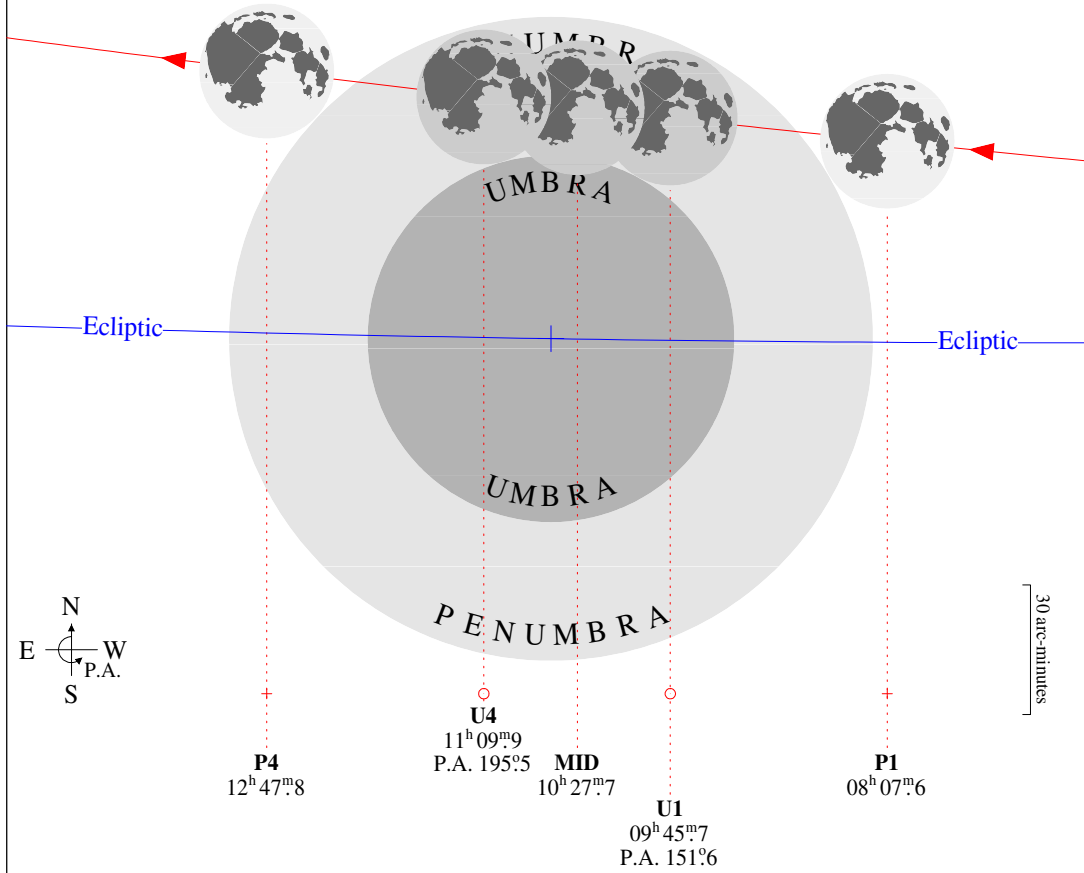 UMBR
UMBRA
Ecliptic
Ecliptic
UMBRA
PENUMBRA
N
E W
P.A.
S
30 arc-minutes
U4
11ʰ 09ᵐ.9
P.A. 195°.5
P4
12ʰ 47ᵐ.8
MID
10ʰ 27ᵐ.7
P1
08ʰ 07ᵐ.6
U1
09ʰ 45ᵐ.7
P.A. 151°.6